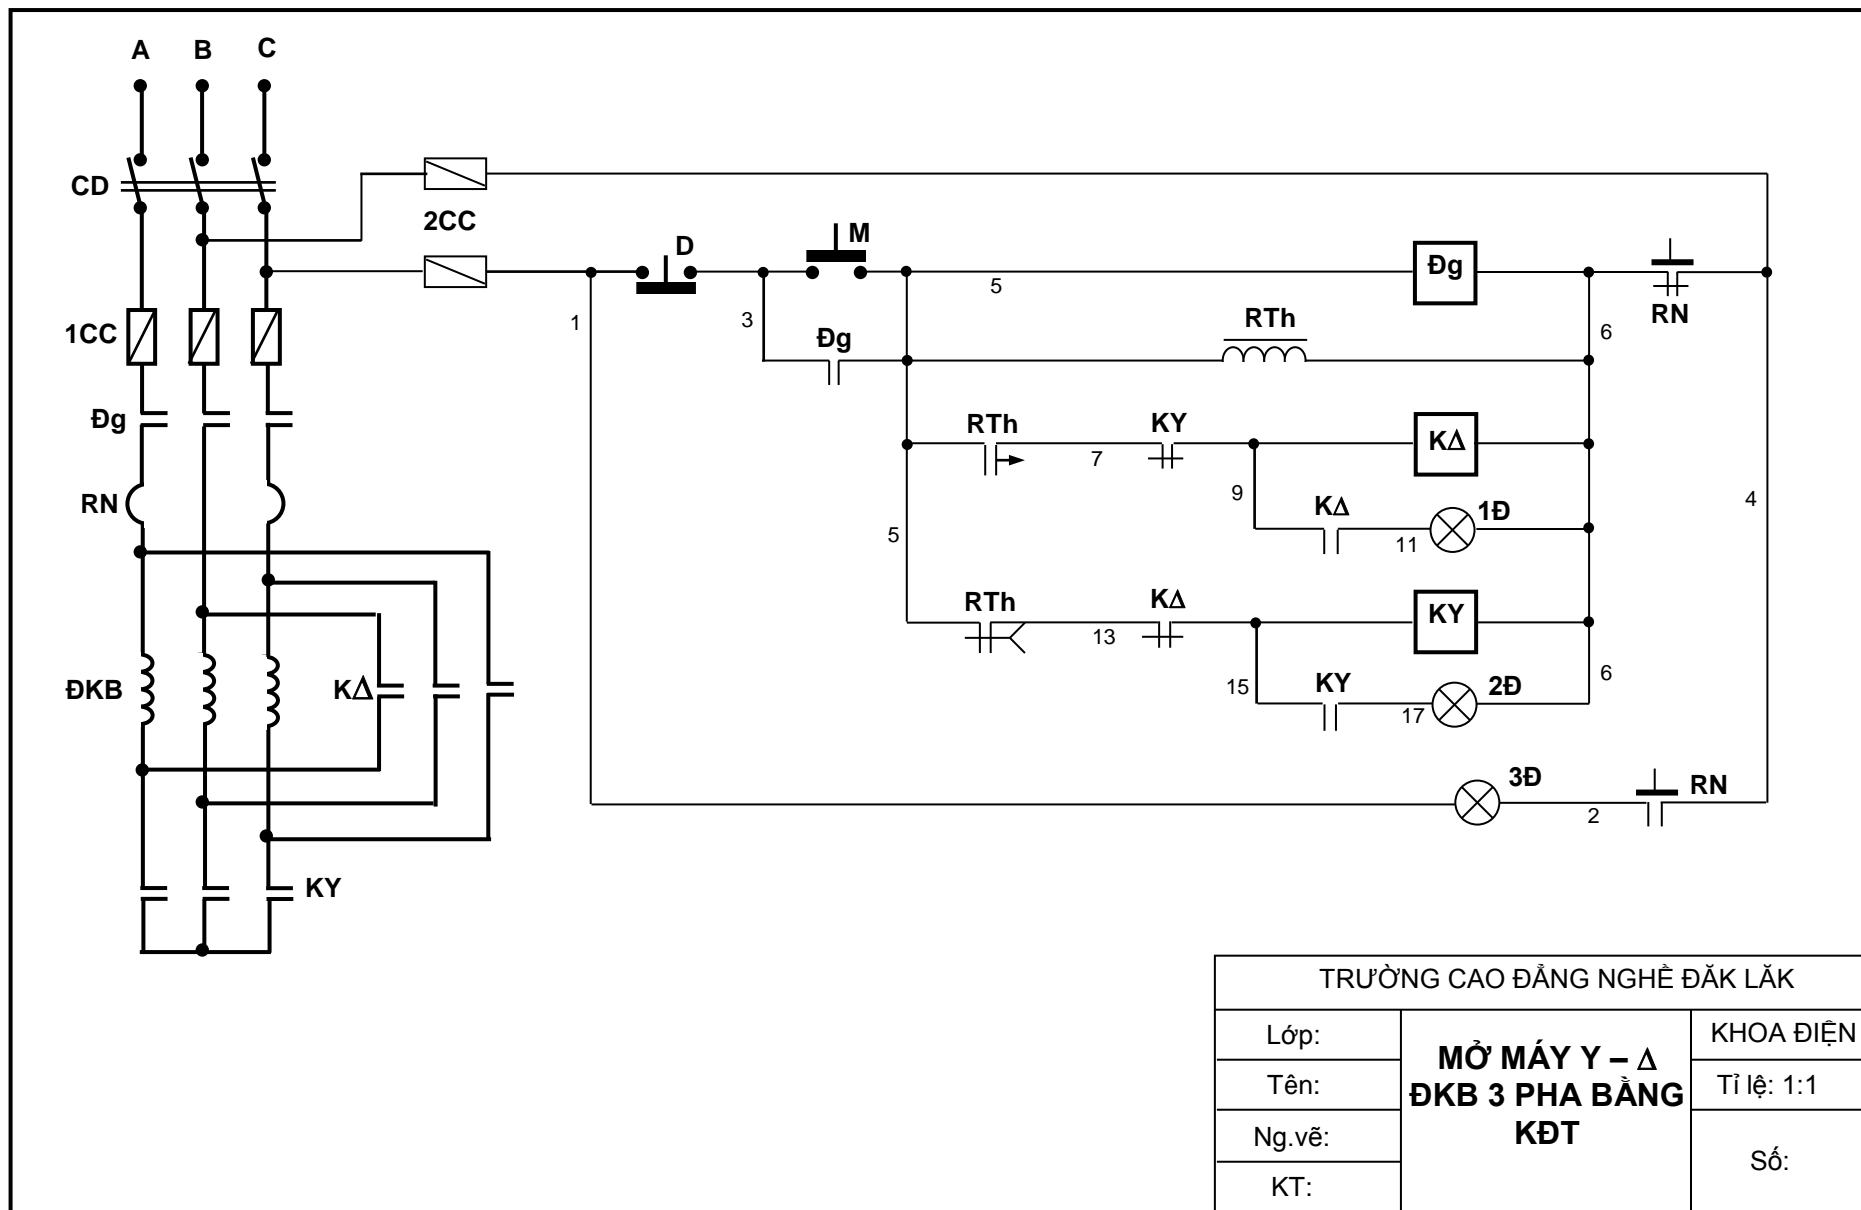 A B C
CD
2CC
D
M
Đg
RN
1CC
1
3
5
6
Đg
RTh
Đg
RTh
KY
KΔ
7
RN
9
KΔ
1Đ
4
5
11
RTh
KΔ
KY
13
ĐKB
KΔ
15
KY
2Đ
6
17
3Đ
RN
2
KY
TRƯỜNG CAO ĐẲNG NGHỀ ĐĂK LĂK
Lớp:
KHOA ĐIỆN
MỞ MÁY Y – Δ
ĐKB 3 PHA BẰNG
KĐT
Tên:
Tỉ lệ: 1:1
Ng.vẽ:
Số:
KT: